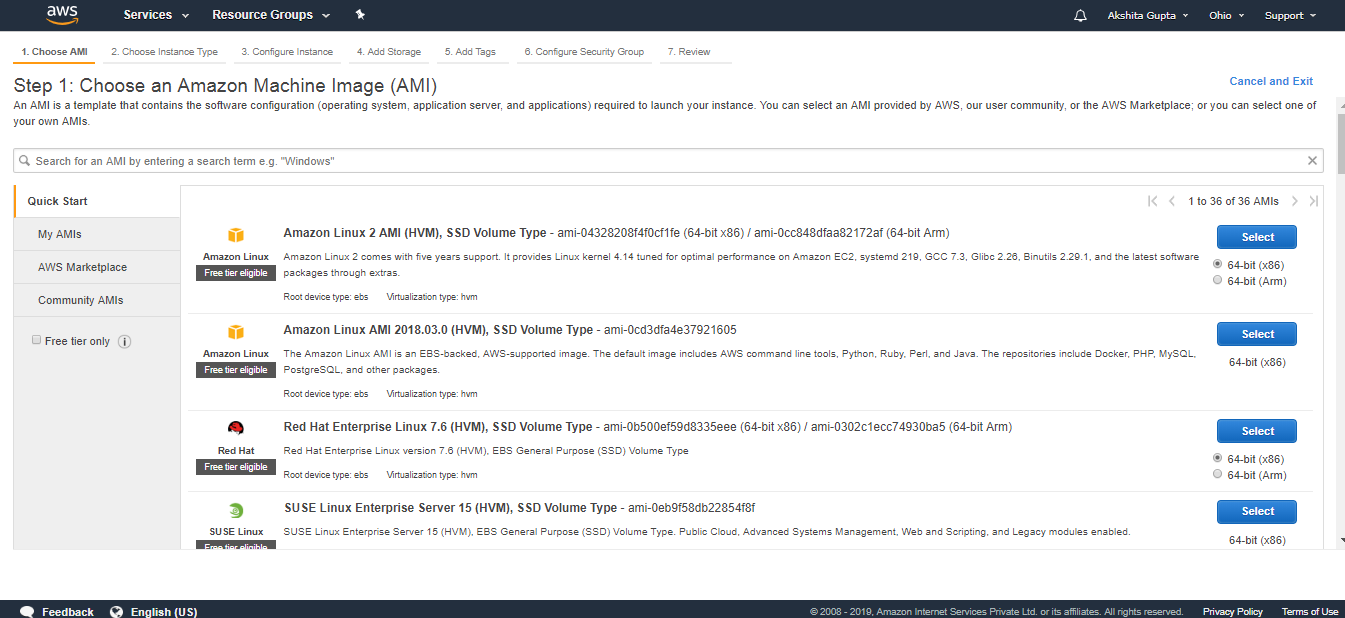 aws Services Resource Groups Akshita Gupta Ohio Support
1. Choose AMI 2. Choose Instance Type 3. Configure Instance 4. Add Storage 5. Add Tags 6. Configure Security Group 7. Review
Step 1: Choose an Amazon Machine Image (AMI)
Cancel and Exit
An AMI is a template that contains the software configuration (operating system, application server, and applications) required to launch your instance. You can select an AMI provided by AWS, our user community, or the AWS Marketplace; or you can select one of
your own AMIs.
Search for an AMI by entering a search term e.g. "Windows"
Quick Start
My AMIs
AWS Marketplace
Community AMIs
Free tier only
1 to 36 of 36 AMIs
Amazon Linux
Free tier eligible
Amazon Linux 2 AMI (HVM), SSD Volume Type - ami-04328208f4f0cf1fe (64-bit x86) / ami-0cc848dfaa82172af (64-bit Arm)
Amazon Linux 2 comes with five years support. It provides Linux kernel 4.14 tuned for optimal performance on Amazon EC2, systemd 219, GCC 7.3, Glibc 2.26, Binutils 2.29.1, and the latest software
packages through extras.
Root device type: ebs Virtualization type: hvm
Select
64-bit (x86)
64-bit (Arm)
Amazon Linux
Free tier eligible
Amazon Linux AMI 2018.03.0 (HVM), SSD Volume Type - ami-0cd3dfa4e37921605
The Amazon Linux AMI is an EBS-backed, AWS-supported image. The default image includes AWS command line tools, Python, Ruby, Perl, and Java. The repositories include Docker, PHP, MySQL,
PostgreSQL, and other packages.
Root device type: ebs Virtualization type: hvm
Select
64-bit (x86)
Red Hat
Free tier eligible
Red Hat Enterprise Linux 7.6 (HVM), SSD Volume Type - ami-0b500ef59d8335eee (64-bit x86) / ami-0302c1ecc74930ba5 (64-bit Arm)
Red Hat Enterprise Linux version 7.6 (HVM), EBS General Purpose (SSD) Volume Type
Root device type: ebs Virtualization type: hvm
Select
64-bit (x86)
64-bit (Arm)
SUSE Linux
Free tier eligible
SUSE Linux Enterprise Server 15 (HVM), SSD Volume Type - ami-0eb9f58db22854f8f
SUSE Linux Enterprise Server 15 (HVM), EBS General Purpose (SSD) Volume Type. Public Cloud, Advanced Systems Management, Web and Scripting, and Legacy modules enabled.
Select
64-bit (x86)
Feedback English (US) © 2008 - 2019, Amazon Internet Services Private Ltd. or its affiliates. All rights reserved. Privacy Policy Terms of Use